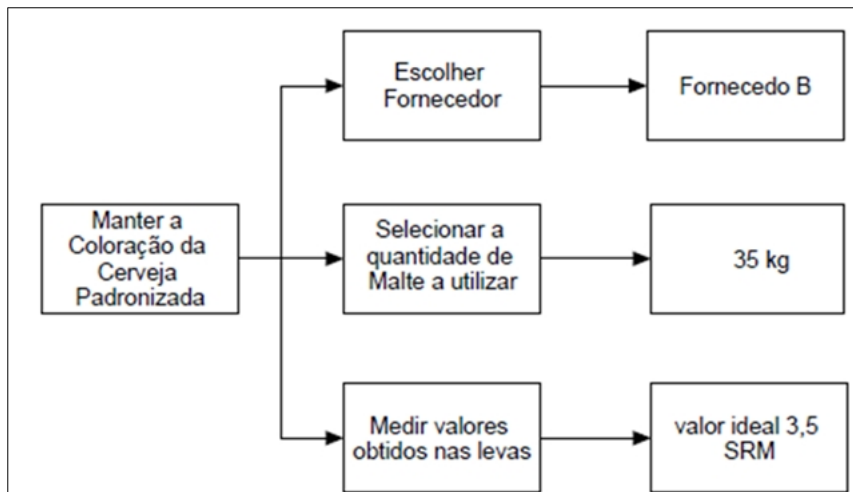 Escolher
Fornecedor
Fornecedo B
Manter a
Coloração da
Cerveja
Padronizada
Selecionar a
quantidade de
Malte a utilizar
35 kg
Medir valores
obtidos nas levas
valor ideal 3,5
SRM